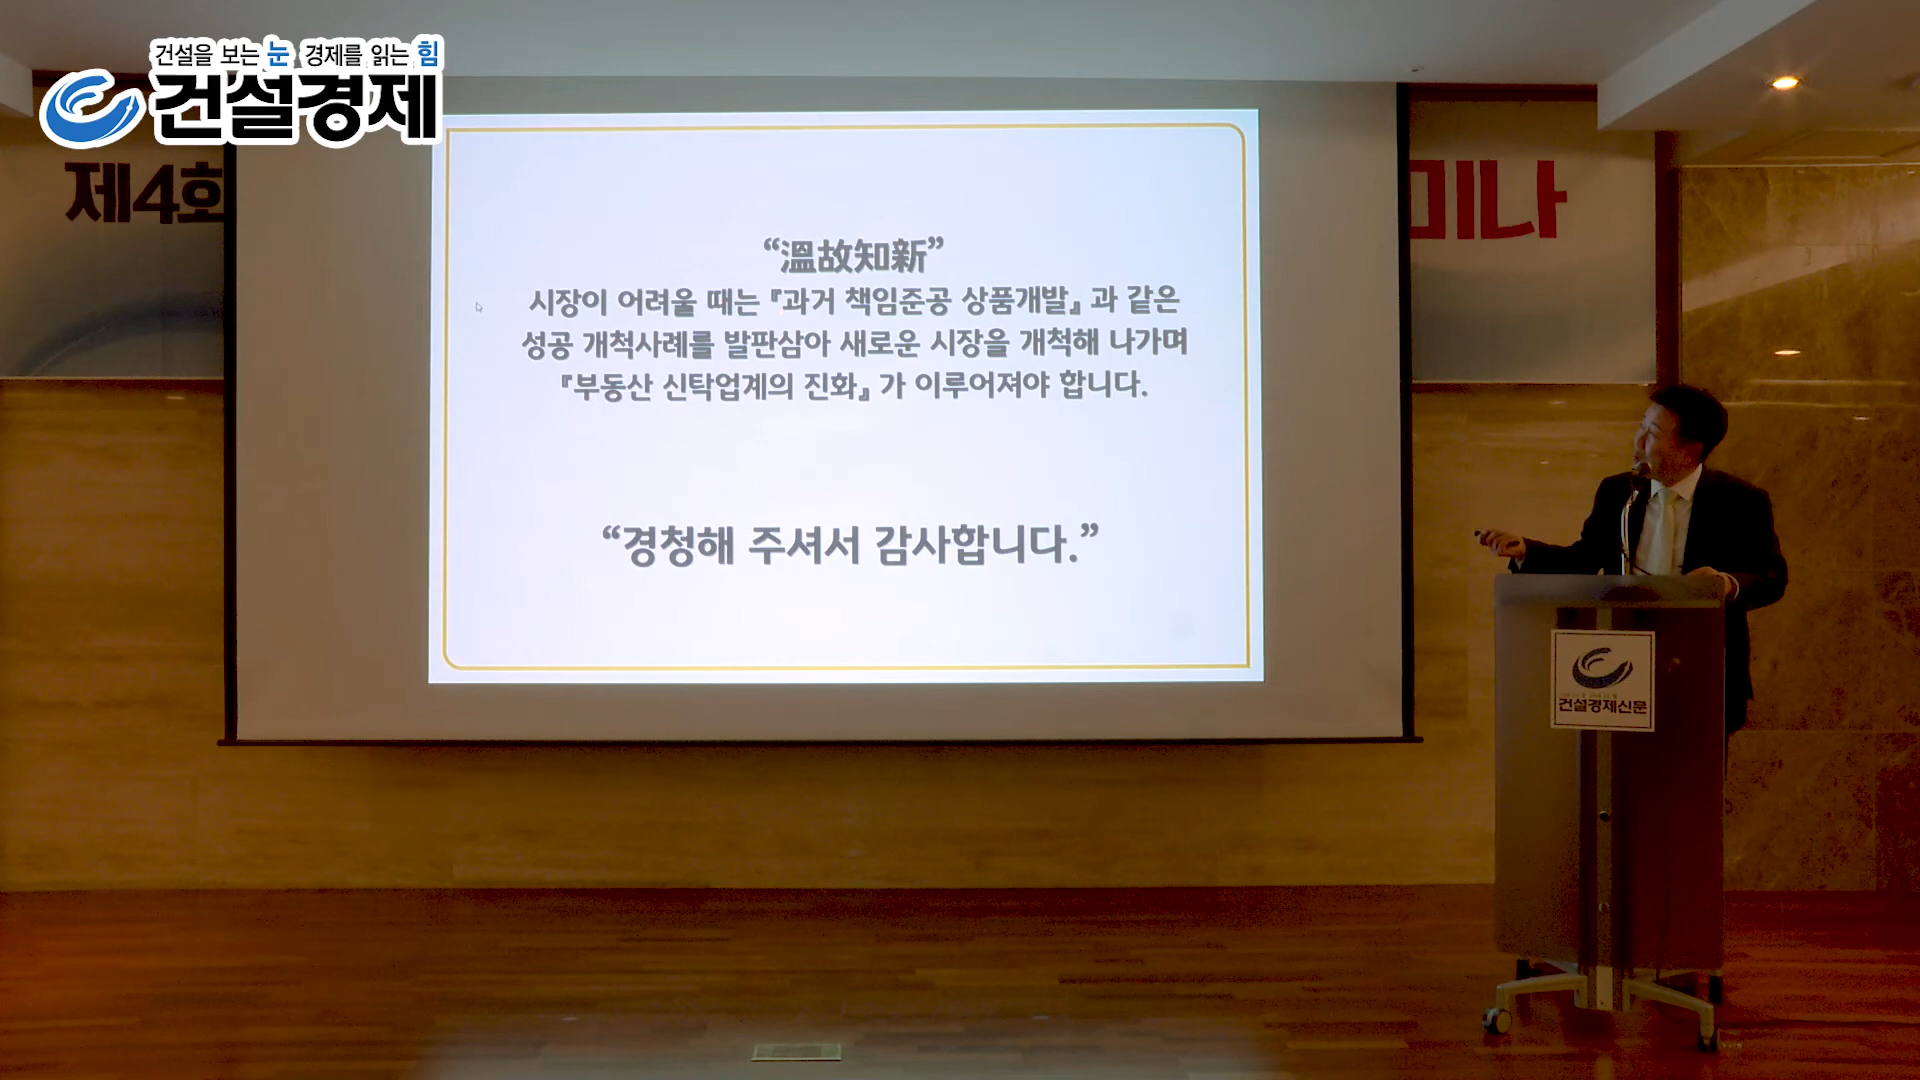 건설을 보는 눈 경제를 읽는 힘
건설경제
제4회
미나
“溫故知新”
시장이 어려울 때는 『과거 책임준공 상품개발』 과 같은
성공 개척사례를 발판삼아 새로운 시장을 개척해 나가며
『부동산 신탁업계의 진화』 가 이루어져야 합니다.
“경청해 주셔서 감사합니다.”
건설경제신문